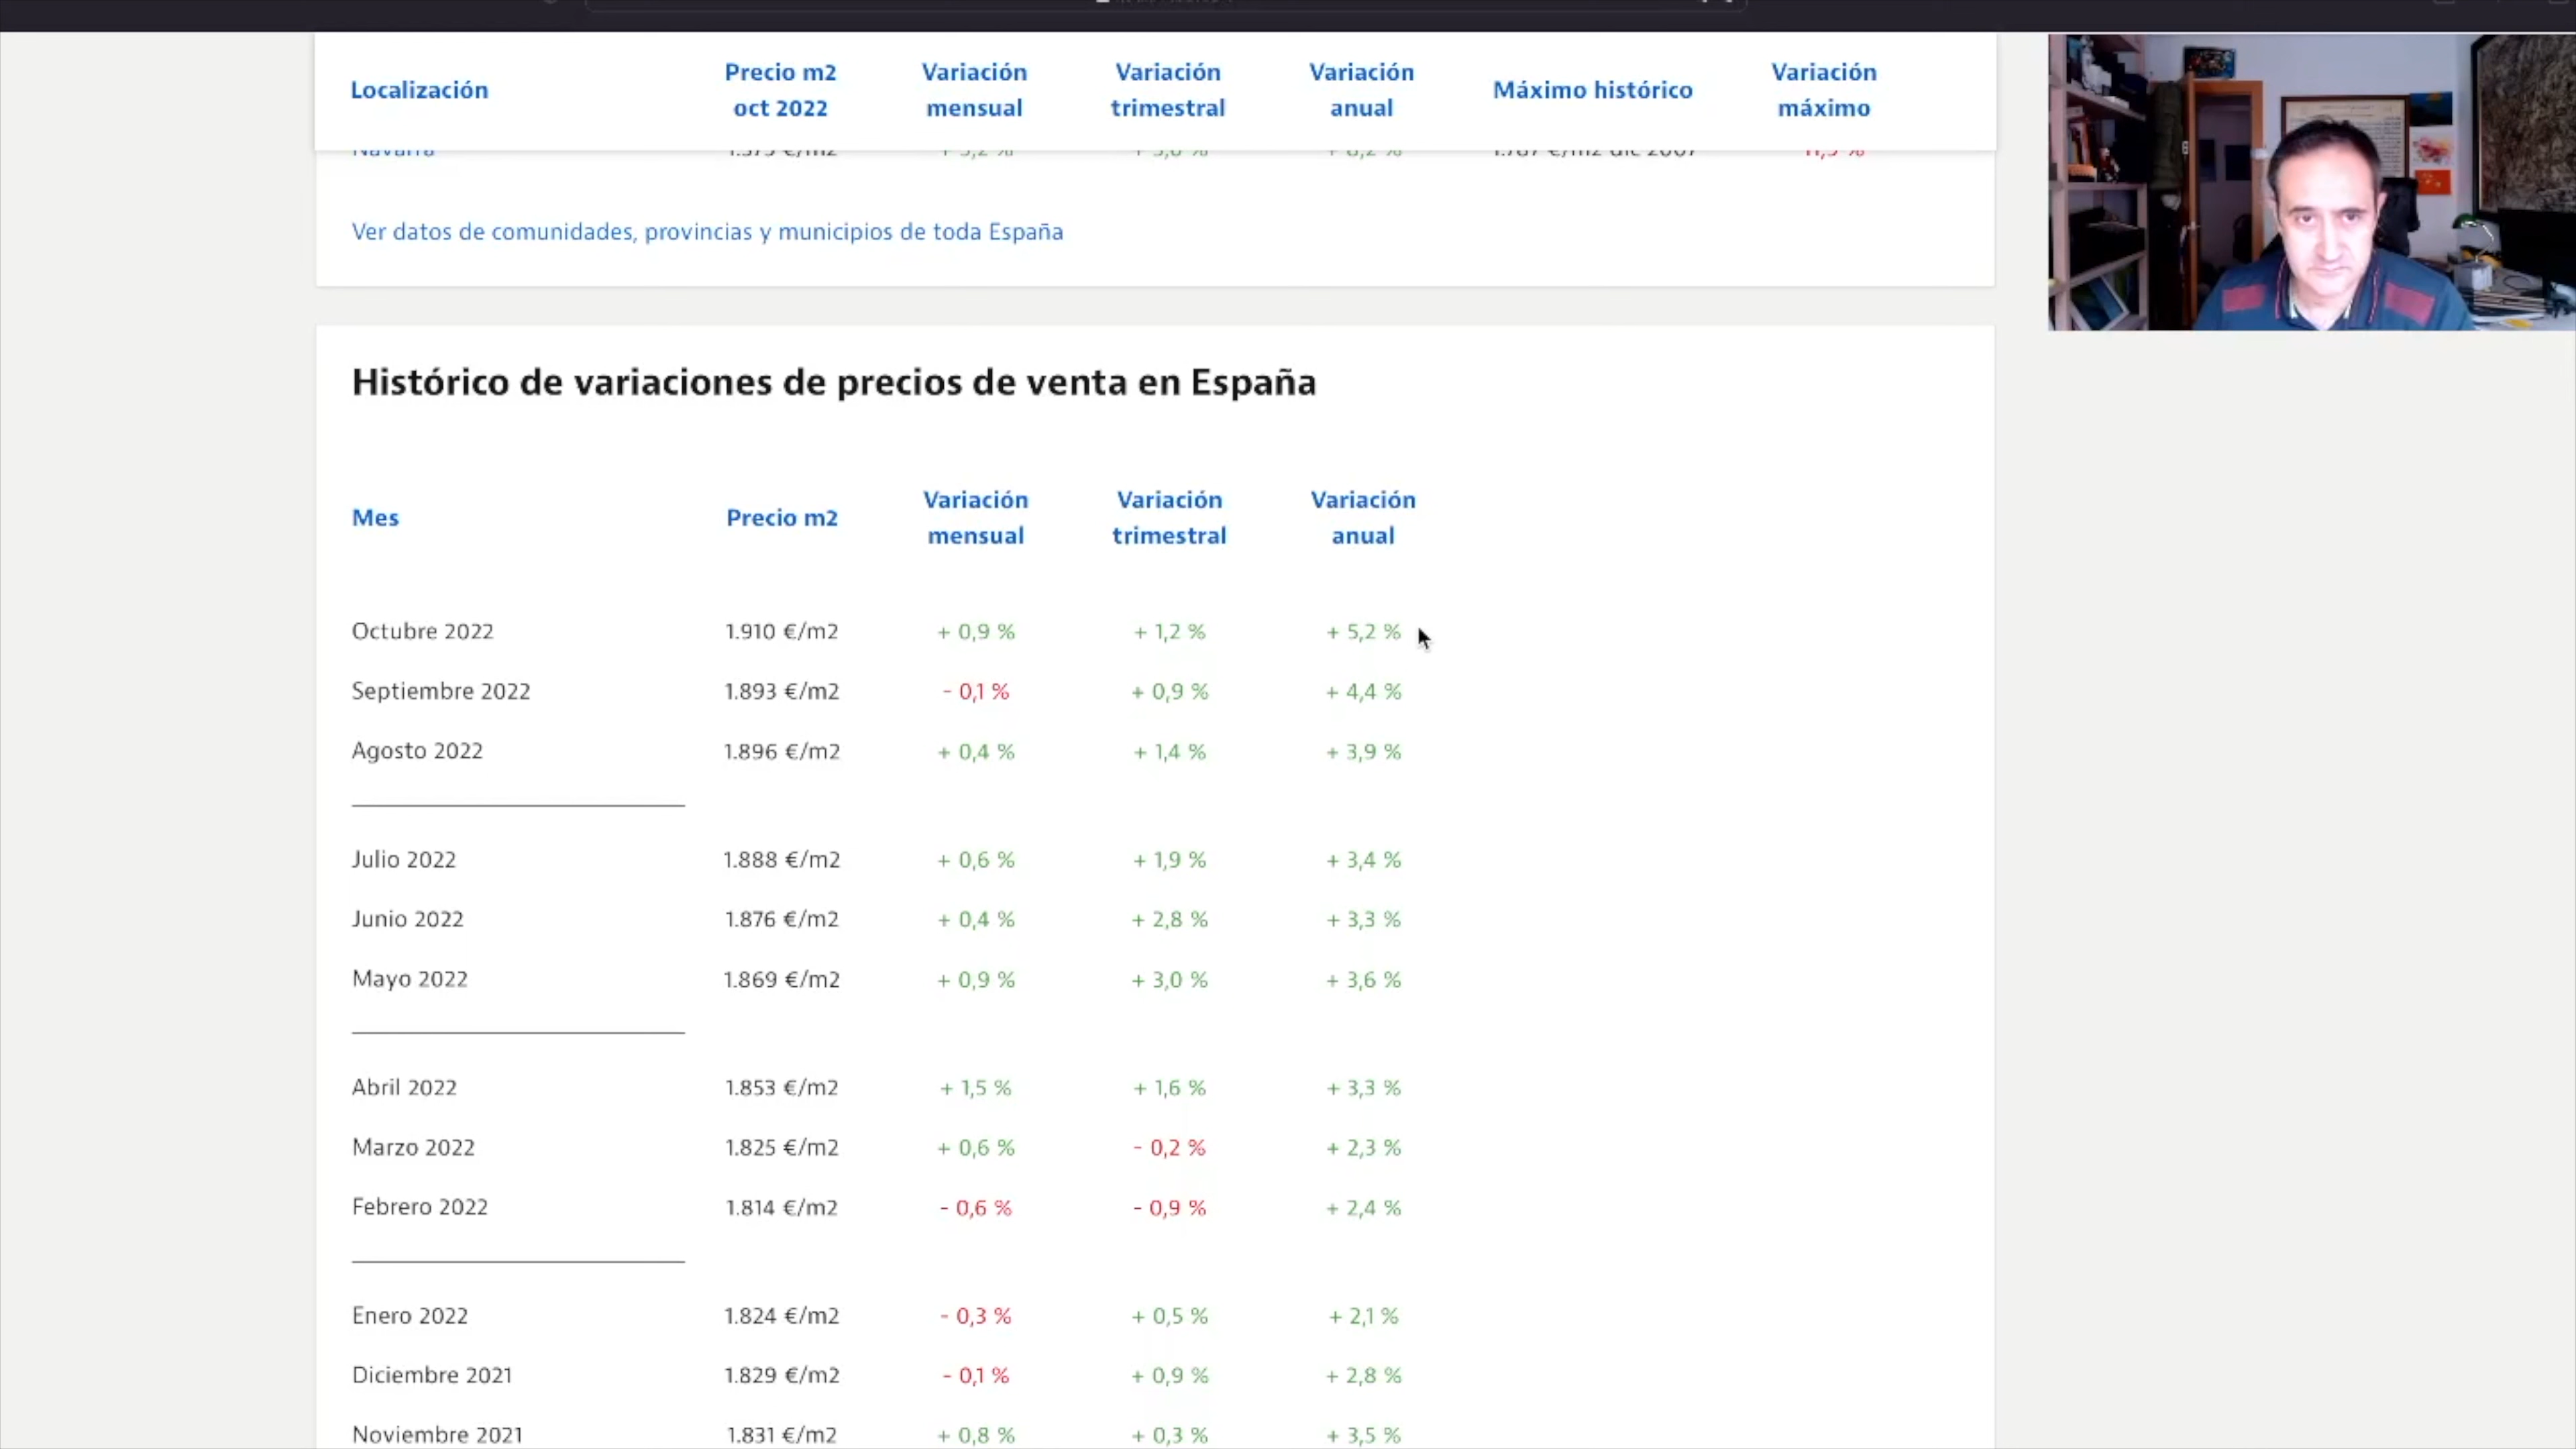 Localización Precio m2 oct 2022 Variación mensual Variación trimestral Variación anual Máximo histórico Variación máximo
Navarra
Ver datos de comunidades, provincias y municipios de toda España
Histórico de variaciones de precios de venta en España
Mes Precio m2 Variación mensual Variación trimestral Variación anual
Octubre 2022 1.910 €/m2 + 0,9 % + 1,2 % + 5,2 %
Septiembre 2022 1.893 €/m2 - 0,1 % + 0,9 % + 4,4 %
Agosto 2022 1.896 €/m2 + 0,4 % + 1,4 % + 3,9 %
Julio 2022 1.888 €/m2 + 0,6 % + 1,9 % + 3,4 %
Junio 2022 1.876 €/m2 + 0,4 % + 2,8 % + 3,3 %
Mayo 2022 1.869 €/m2 + 0,9 % + 3,0 % + 3,6 %
Abril 2022 1.853 €/m2 + 1,5 % + 1,6 % + 3,3 %
Marzo 2022 1.825 €/m2 + 0,6 % - 0,2 % + 2,3 %
Febrero 2022 1.814 €/m2 - 0,6 % - 0,9 % + 2,4 %
Enero 2022 1.824 €/m2 - 0,3 % + 0,5 % + 2,1 %
Diciembre 2021 1.829 €/m2 - 0,1 % + 0,9 % + 2,8 %
Noviembre 2021 1.831 €/m2 + 0,8 % + 0,3 % + 3,5 %